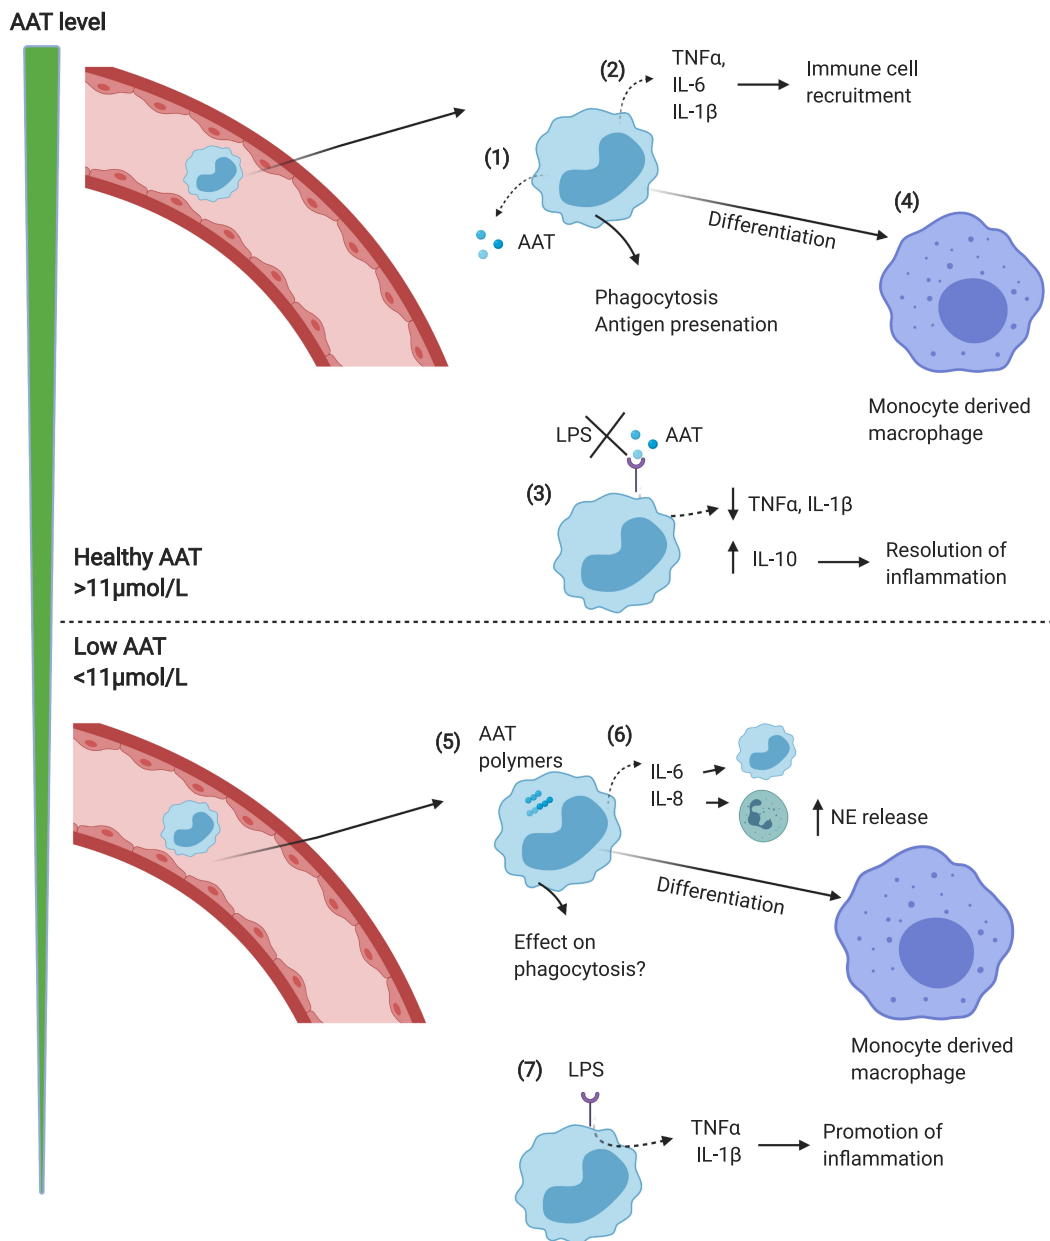 AAT level
(2)
TNFα,
IL-6
IL-1β
Immune cell
recruitment
(1)
AAT
Differentiation
(4)
Phagocytosis
Antigen presenation
Monocyte derived
macrophage
LPS
AAT
(3)
TNFα, IL-1β
IL-10
Resolution of
inflammation
Healthy AAT
>11µmol/L
Low AAT
<11µmol/L
(5)
AAT
polymers
(6)
IL-6
IL-8
NE release
Differentiation
Effect on
phagocytosis?
Monocyte derived
macrophage
(7)
LPS
TNFα
IL-1β
Promotion of
inflammation